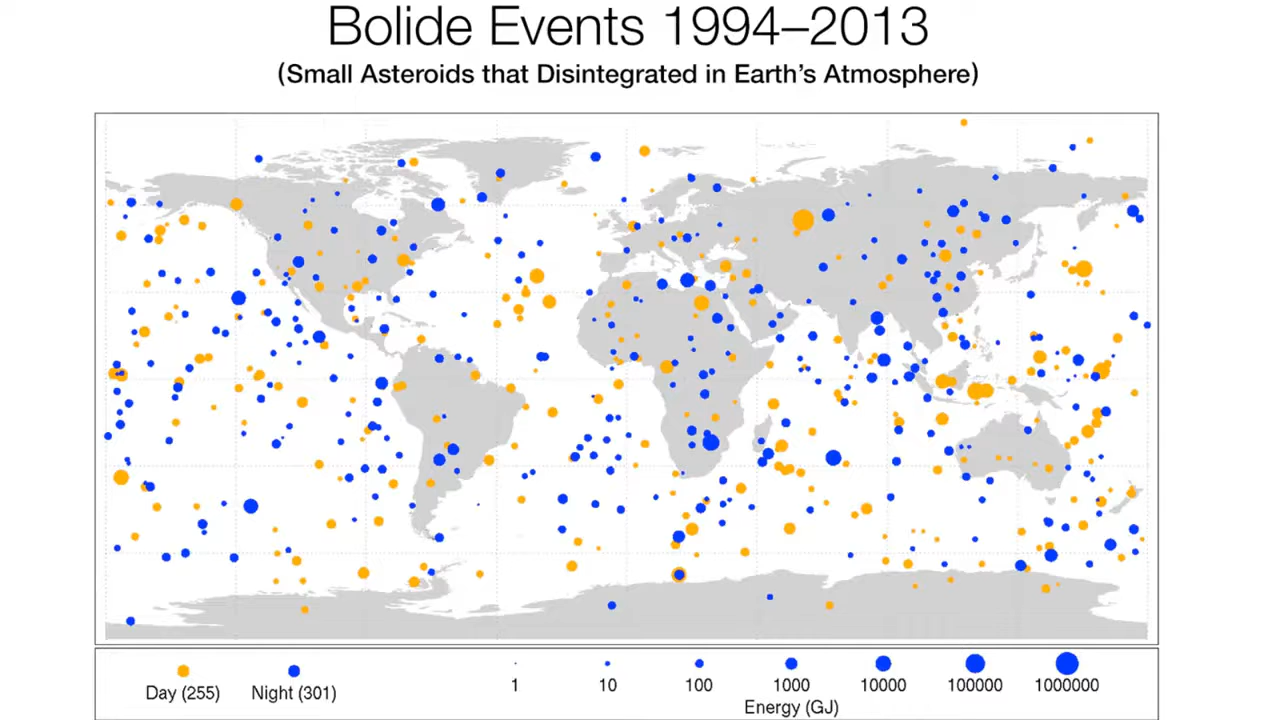 Bolide Events 1994–2013
(Small Asteroids that Disintegrated in Earth's Atmosphere)
Day (255)
Night (301)
1
10
100
1000
10000
100000
1000000
Energy (GJ)